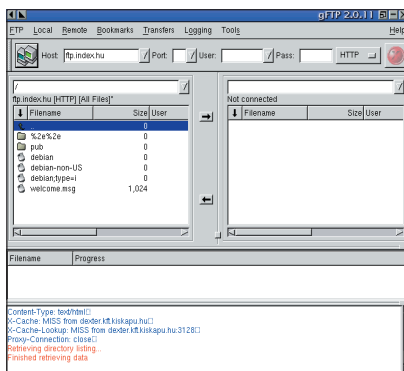 gFTP 2.0.11
FTP Local Remote Bookmarks Transfers Logging Tools Help
Host: ftp.index.hu Port: User: Pass: HTTP
/
ftp.index.hu [HTTP] [All Files]*
Not connected
Filename Size User
Filename Size User
.. 0
%2e%2e 0
pub 0
debian 0
debian-non-US 0
debian;type=i 0
welcome.msg 1,024
Filename Progress
Content-Type: text/html
X-Cache: MISS from dexter.kft.kiskapu.hu
X-Cache-Lookup: MISS from dexter.kft.kiskapu.hu:3128
Proxy-Connection: close
Retrieving directory listing...
Finished retrieving data